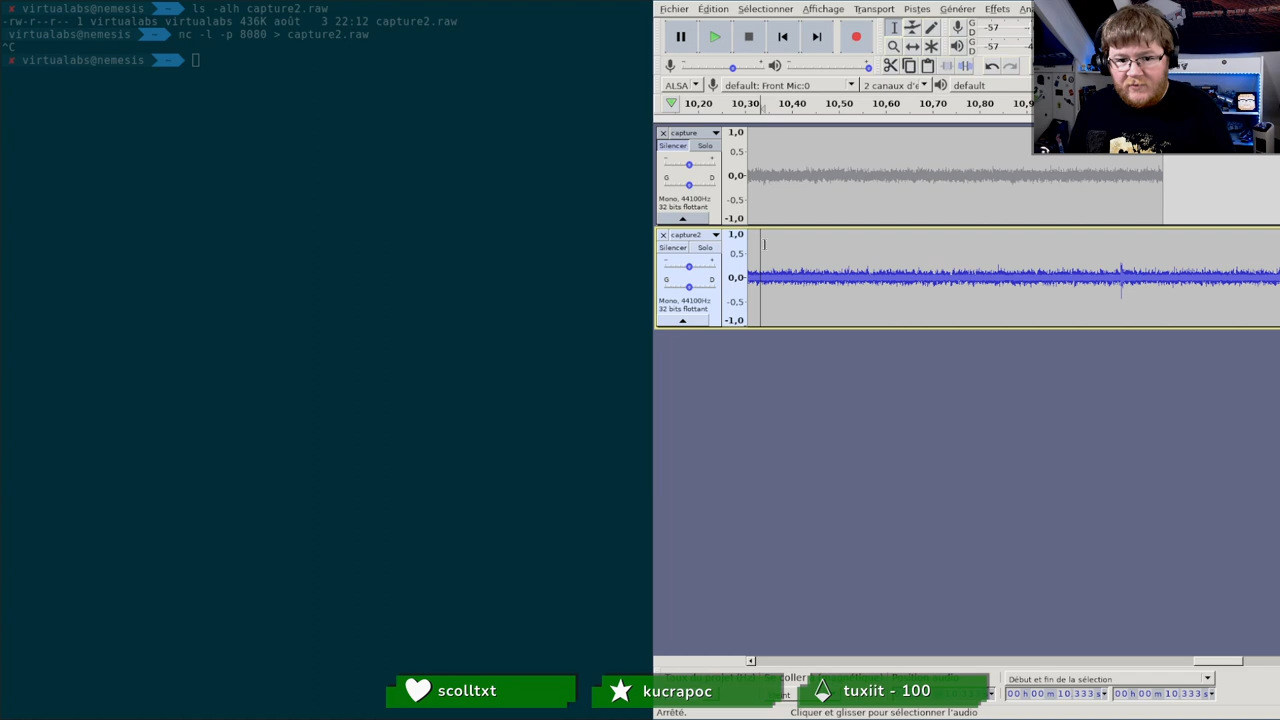 ✘ virtualabs@nemesis ~ ls -alh capture2.raw
-rw-r--r-- 1 virtualabs virtualabs 436K août   3 22:12 capture2.raw
virtualabs@nemesis ~ nc -l -p 8080 > capture2.raw
^C
✘ virtualabs@nemesis ~
Fichier Édition Sélectionner Affichage Transport Pistes Générer Effets
G -57
D -57
ALSA default: Front Mic:0 2 canaux d'e default
10,20 10,30 10,40 10,50 10,60 10,70 10,80 10,9
× capture 1,0
Silencer Solo 0,5
- +
G D 0,0
Mono, 44100Hz -0,5
32 bits flottant
-1,0
× capture2 1,0
Silencer Solo 0,5
- +
G D 0,0
Mono, 44100Hz -0,5
32 bits flottant
-1,0
Début et fin de la sélection
00 h 00 m 10,333 s 00 h 00 m 10,333 s
scolltxt
kucrapoc
tuxiit - 100
Arrêté. Cliquer et glisser pour sélectionner l'audio